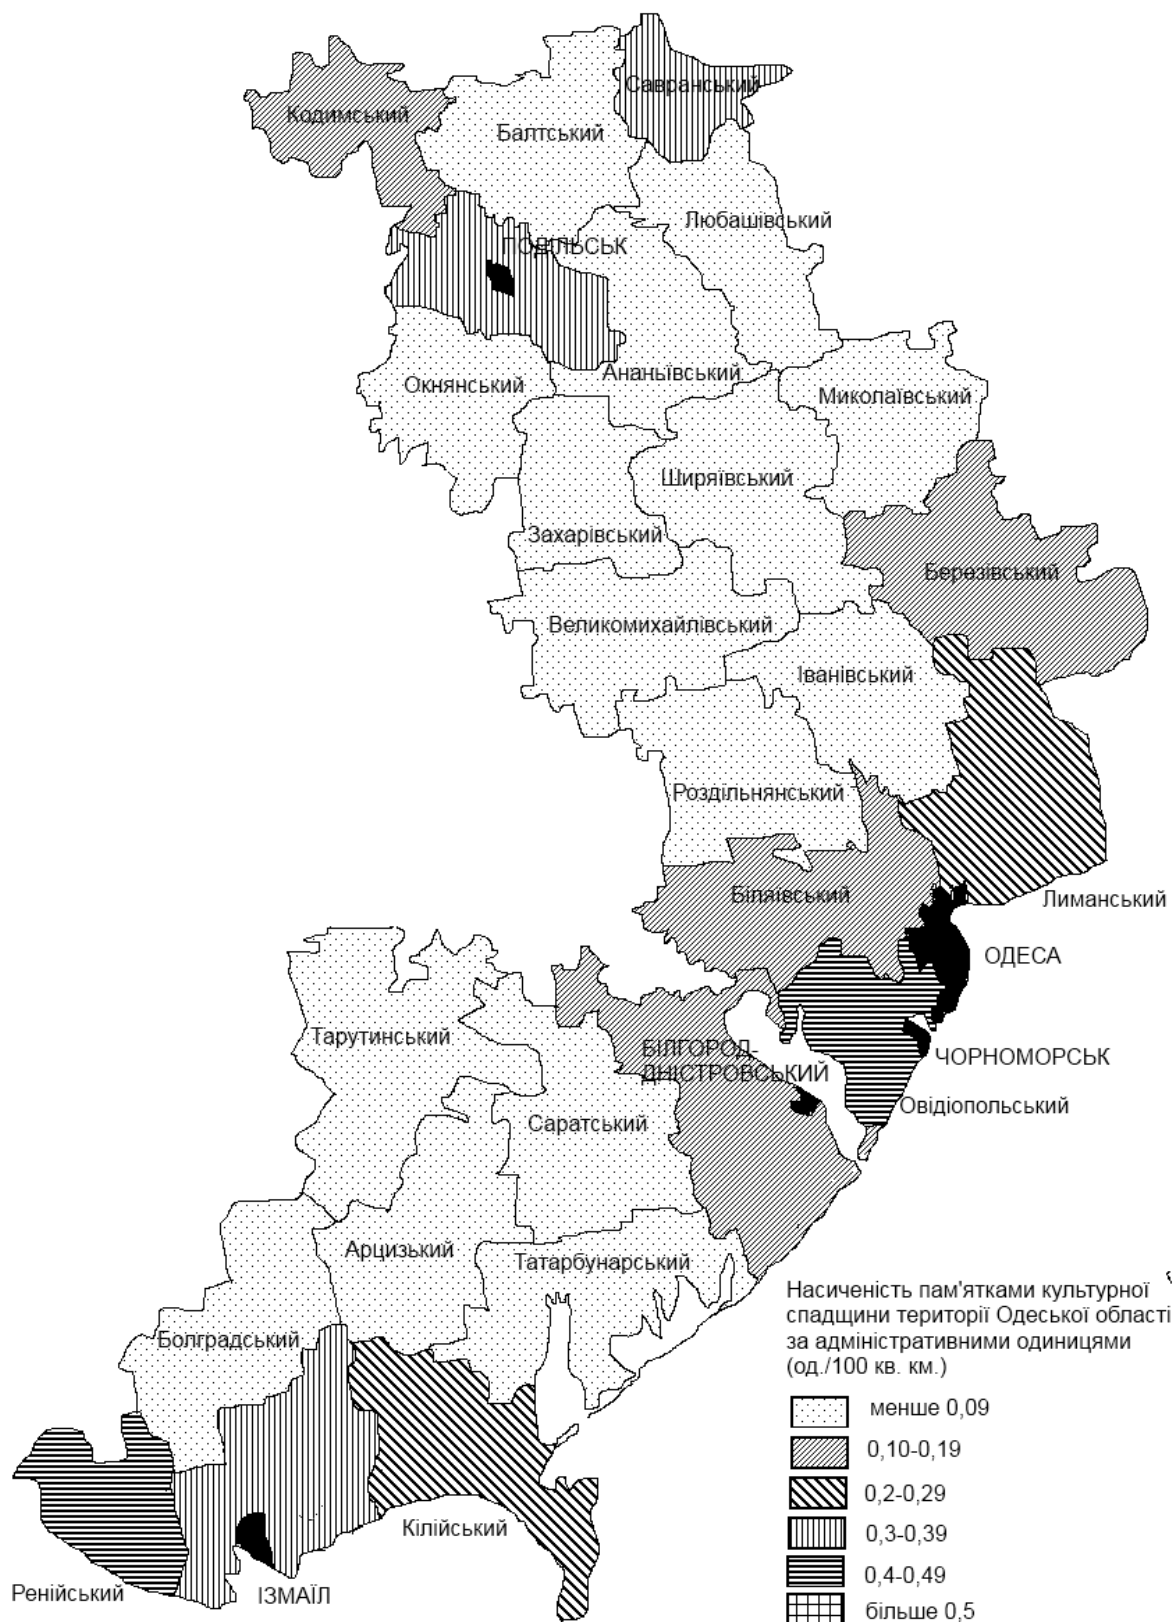 Савранський
Кодимський
Балтський
Любашівський
ПОДІЛЬСЬК
Ананьївський
Окнянський
Миколаївський
Ширяївський
Захарівський
Березівський
Великомихайлівський
Іванівський
Роздільнянський
Біляївський
Лиманський
ОДЕСА
Тарутинський
БІЛГОРОД-
ДНІСТРОВСЬКИЙ
ЧОРНОМОРСЬК
Овідіопольський
Саратський
Арцизький
Татарбунарський
Болградський
Кілійський
Ренійський
ІЗМАЇЛ
Насиченість пам'ятками культурної
спадщини території Одеської області
за адміністративними одиницями
(од./100 кв. км.)
менше 0,09
0,10-0,19
0,2-0,29
0,3-0,39
0,4-0,49
більше 0,5